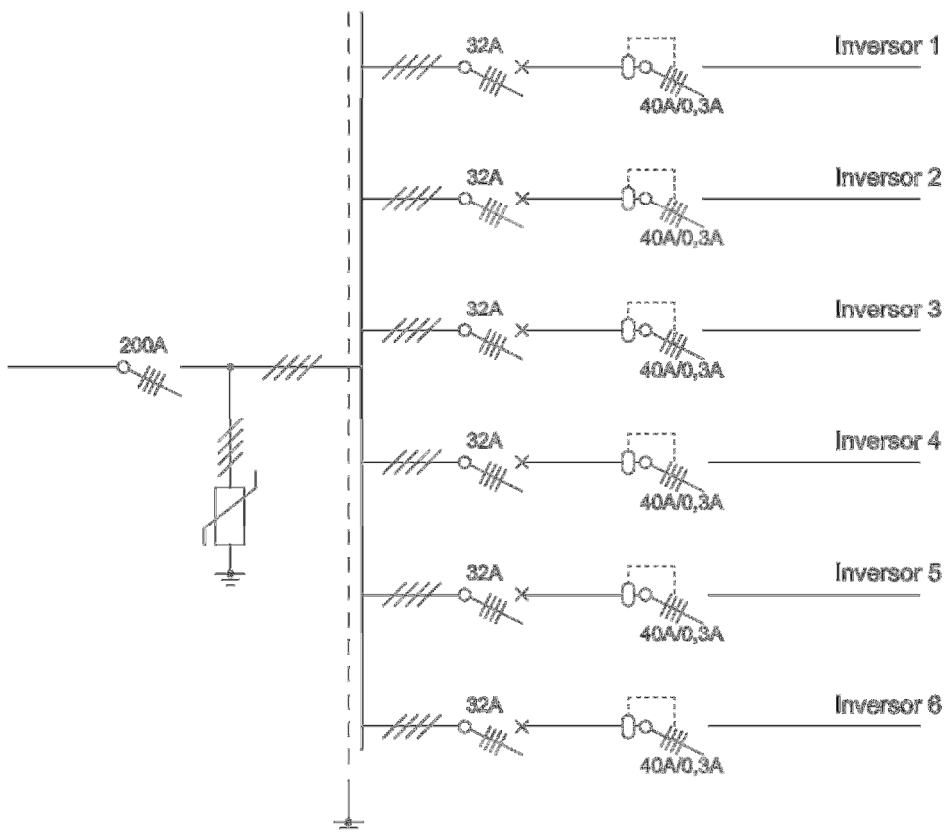 32A
Inversor 1
40A/0,3A
32A
Inversor 2
40A/0,3A
32A
Inversor 3
40A/0,3A
200A
32A
Inversor 4
40A/0,3A
32A
Inversor 5
40A/0,3A
32A
Inversor 6
40A/0,3A